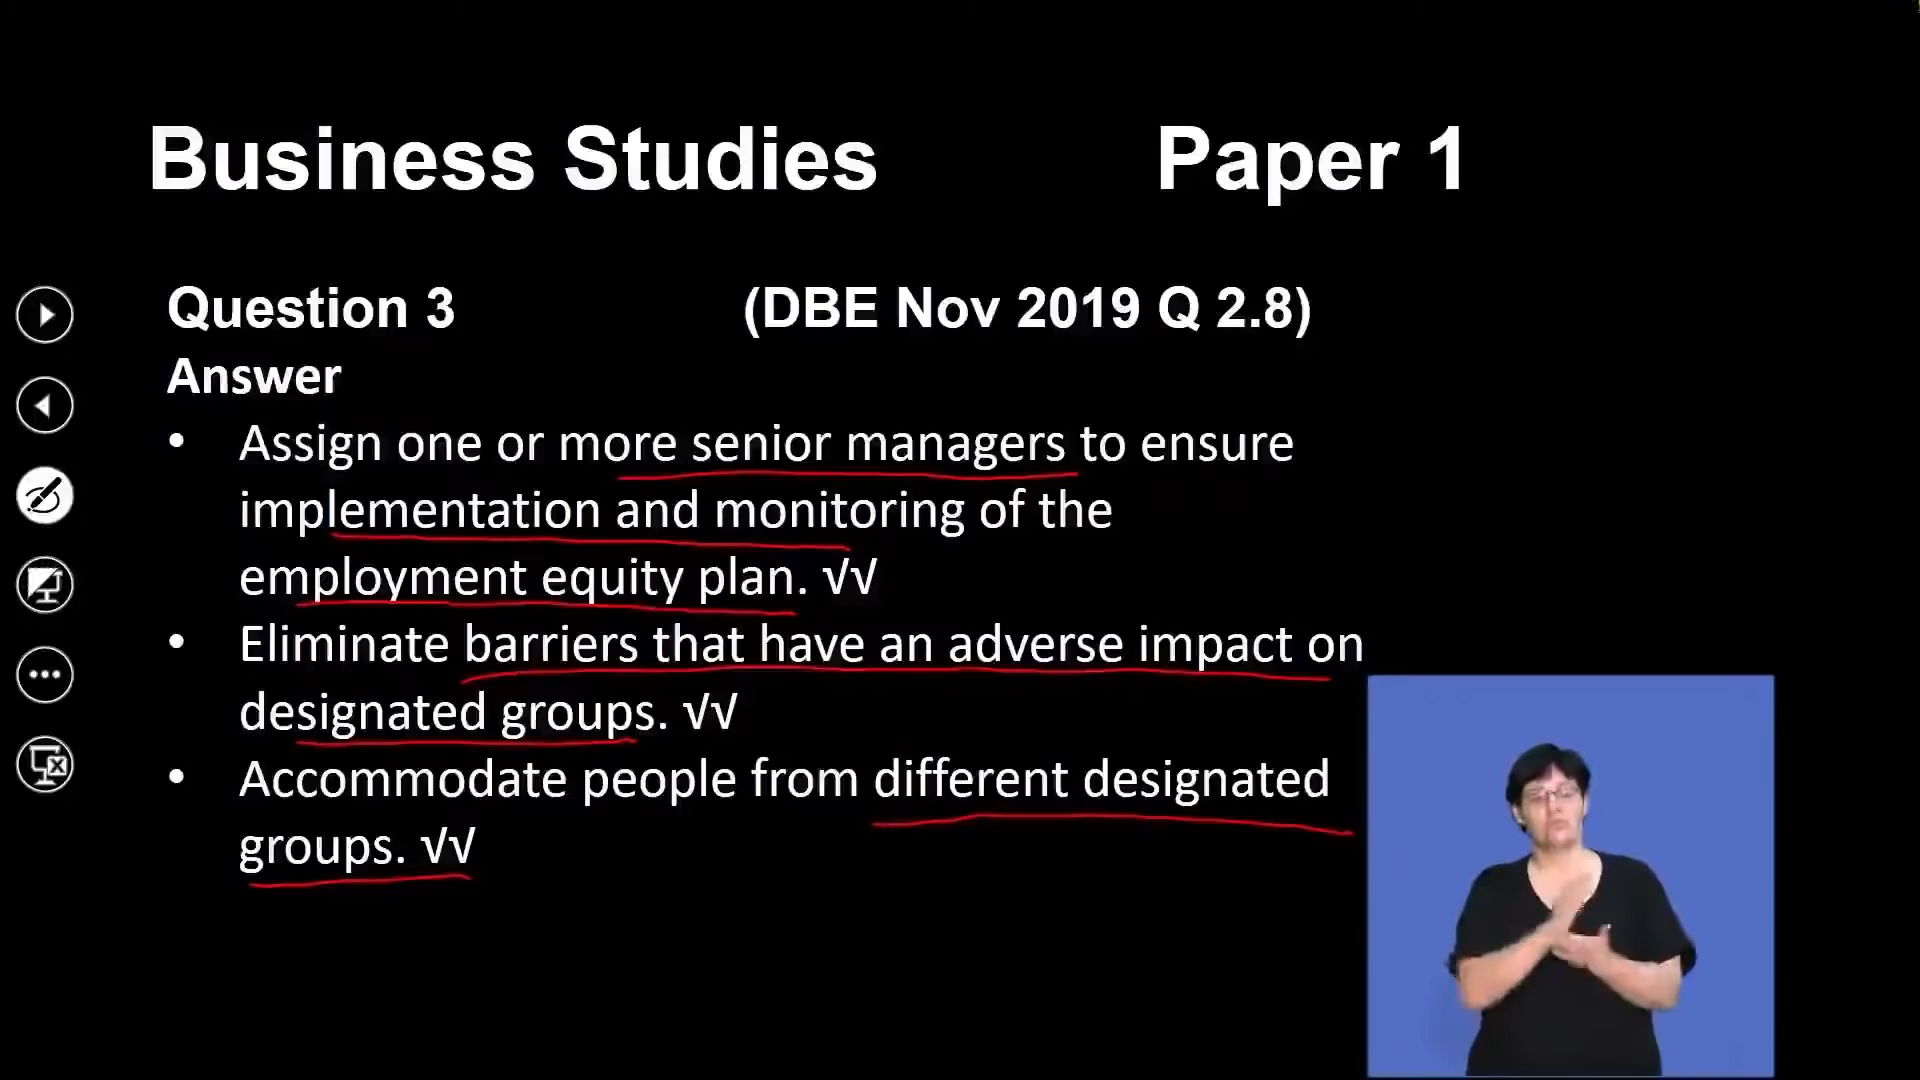 Business Studies Paper 1
Question 3 (DBE Nov 2019 Q 2.8)
Answer
• Assign one or more senior managers to ensure
implementation and monitoring of the
employment equity plan. √√
• Eliminate barriers that have an adverse impact on
designated groups. √√
• Accommodate people from different designated
groups. √√